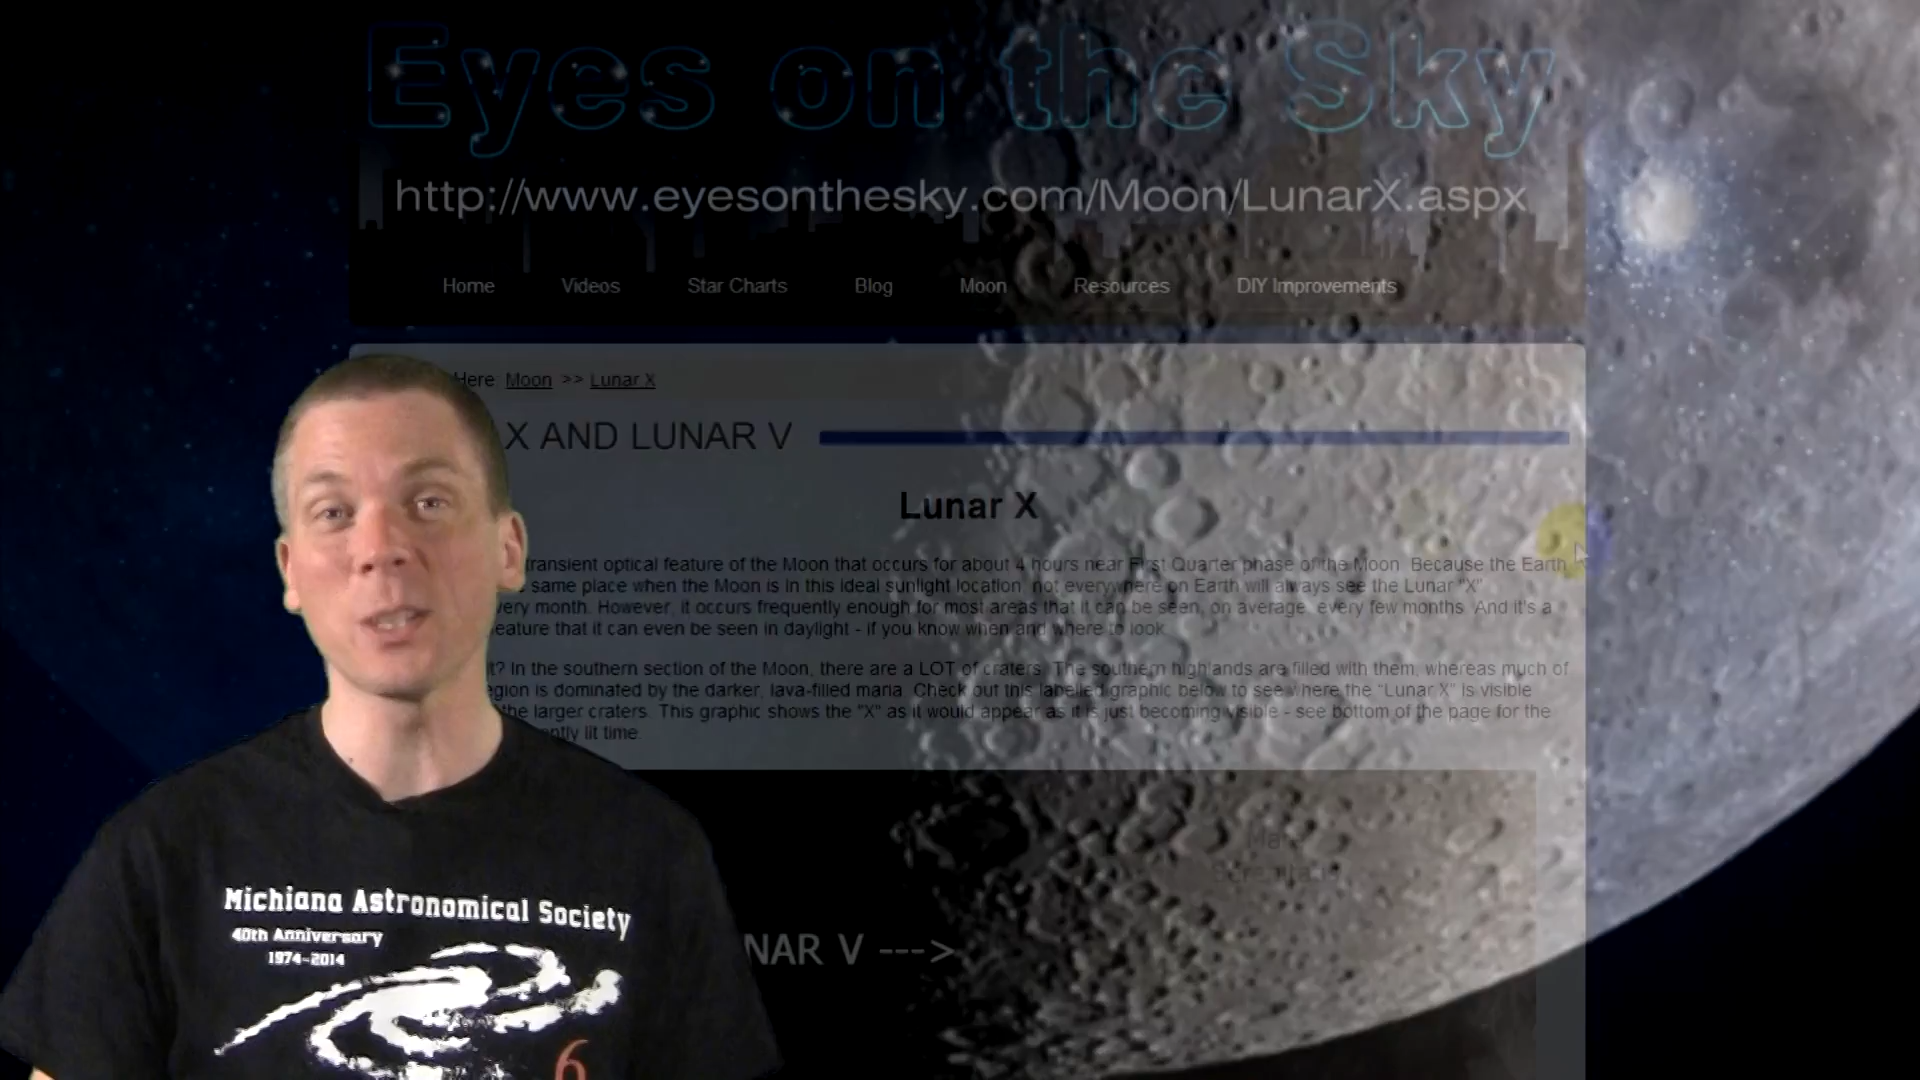 Eyes on the Sky
http://www.eyesonthesky.com/Moon/LunarX.aspx
Home Videos Star Charts Blog Moon Resources DIY Improvements
Here: Moon >> Lunar X
X AND LUNAR V
Lunar X
transient optical feature of the Moon that occurs for about 4 hours near First Quarter phase of the Moon. Because the Earth
same place when the Moon is in this ideal sunlight location, not everywhere on Earth will always see the Lunar "X"
very month. However, it occurs frequently enough for most areas that it can be seen, on average, every few months. And it's a
eature that it can even be seen in daylight - if you know when and where to look.
it? In the southern section of the Moon, there are a LOT of craters. The southern highlands are filled with them, whereas much of
egion is dominated by the darker, lava-filled maria. Check out this labelled graphic below to see where the "Lunar X" is visible
the larger craters. This graphic shows the "X" as it would appear as it is just becoming visible - see bottom of the page for the
ently lit time.
NAR V --->
Michiana Astronomical Society
40th Anniversary
1974-2014
6